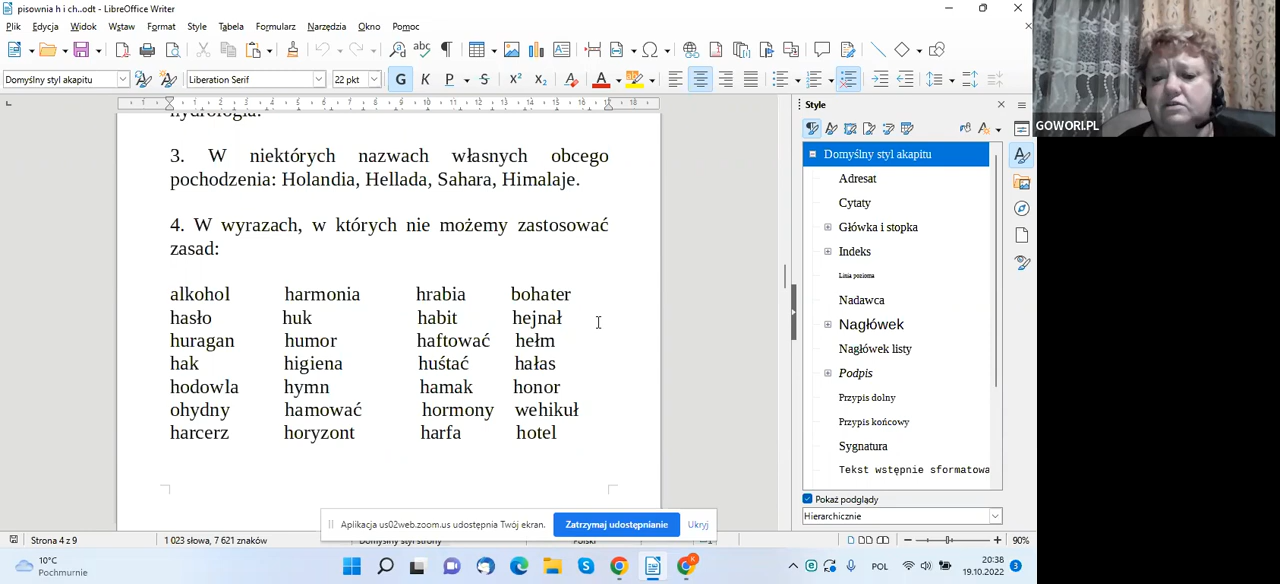 pisownia h i ch..odt - LibreOffice Writer
Plik Edycja Widok Wstaw Format Style Tabela Formularz Narzędzia Okno Pomoc
Domyślny styl akapitu Liberation Serif 22 pkt
GOWORI.PL
Style
hydrologia.
3. W niektórych nazwach własnych obcego
pochodzenia: Holandia, Hellada, Sahara, Himalaje.
4. W wyrazach, w których nie możemy zastosować
zasad:
alkohol harmonia hrabia bohater
hasło huk habit hejnał
huragan humor haftować hełm
hak higiena huśtać hałas
hodowla hymn hamak honor
ohydny hamować hormony wehikuł
harcerz horyzont harfa hotel
Domyślny styl akapitu
Adresat
Cytaty
Główka i stopka
Indeks
Linia pozioma
Nadawca
Nagłówek
Nagłówek listy
Podpis
Przypis dolny
Przypis końcowy
Sygnatura
Tekst wstępnie sformatowa
Pokaż podglądy
Hierarchicznie
Aplikacja us02web.zoom.us udostępnia Twój ekran. Zatrzymaj udostępnianie Ukryj
Strona 4 z 9 1 023 słowa, 7 621 znaków Domyślny styl strony Polski 90%
10°C
Pochmurnie
POL
20:38
19.10.2022